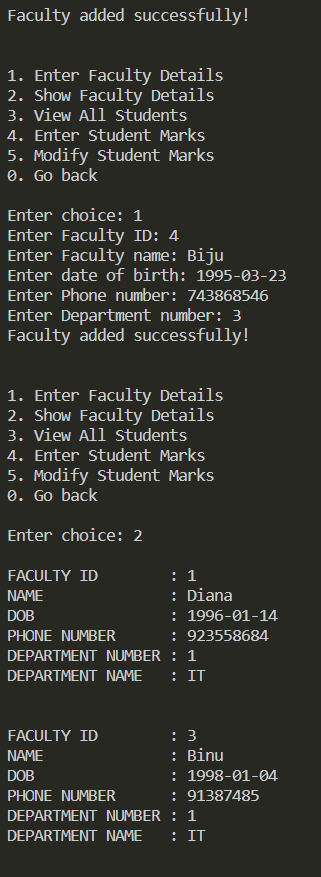 Faculty added successfully!
1. Enter Faculty Details
2. Show Faculty Details
3. View All Students
4. Enter Student Marks
5. Modify Student Marks
0. Go back
Enter choice: 1
Enter Faculty ID: 4
Enter Faculty name: Biju
Enter date of birth: 1995-03-23
Enter Phone number: 743868546
Enter Department number: 3
Faculty added successfully!
1. Enter Faculty Details
2. Show Faculty Details
3. View All Students
4. Enter Student Marks
5. Modify Student Marks
0. Go back
Enter choice: 2
FACULTY ID : 1
NAME : Diana
DOB : 1996-01-14
PHONE NUMBER : 923558684
DEPARTMENT NUMBER : 1
DEPARTMENT NAME : IT
FACULTY ID : 3
NAME : Binu
DOB : 1998-01-04
PHONE NUMBER : 91387485
DEPARTMENT NUMBER : 1
DEPARTMENT NAME : IT